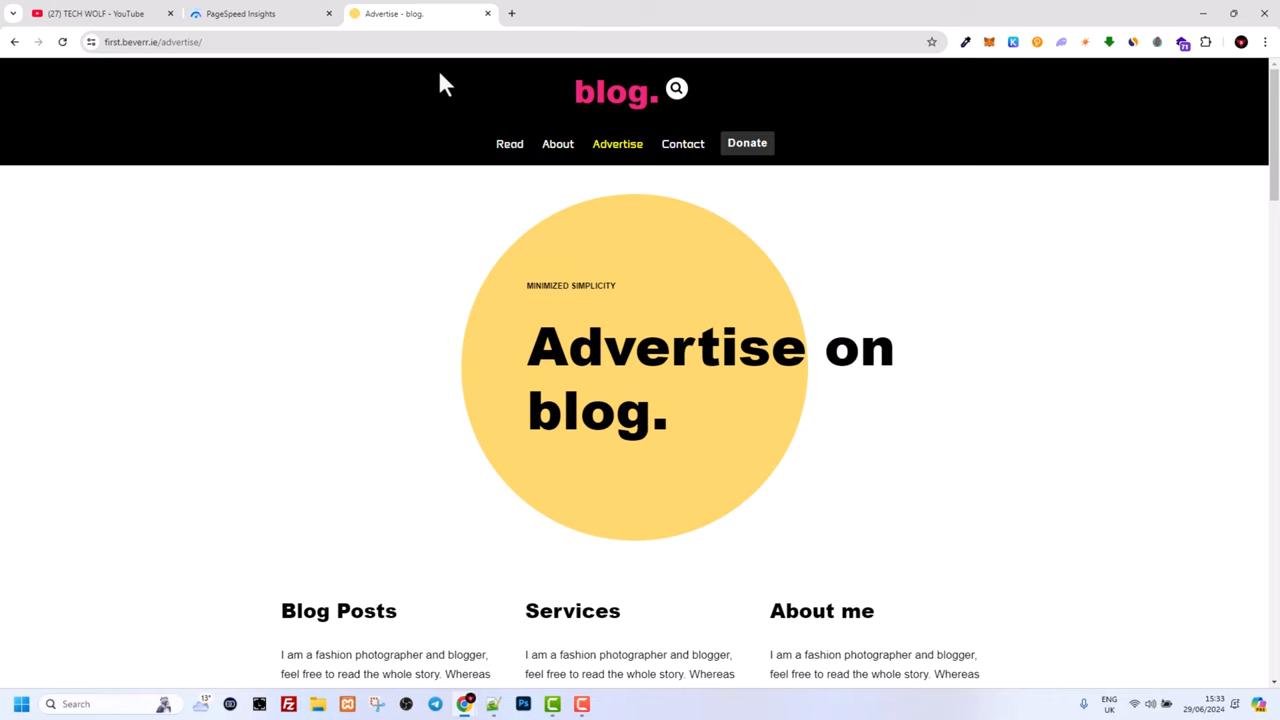 (27) TECH WOLF - YouTube
PageSpeed Insights
Advertise - blog.
first.beverr.ie/advertise/
71
blog.
Read
About
Advertise
Contact
Donate
MINIMIZED SIMPLICITY
Advertise on
blog.
Blog Posts
Services
About me
I am a fashion photographer and blogger,
feel free to read the whole story. Whereas
I am a fashion photographer and blogger,
feel free to read the whole story. Whereas
I am a fashion photographer and blogger,
feel free to read the whole story. Whereas
Search
13°
Ps
ENG
UK
15:33
29/06/2024